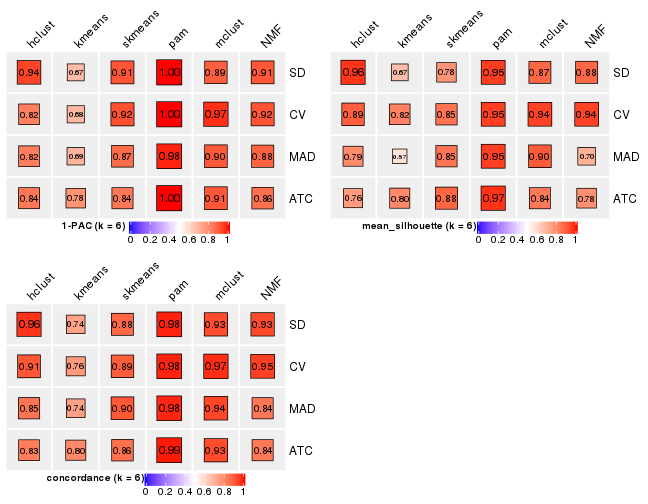 hclust kmeans skmeans pam mclust NMF
0.94 0.67 0.91 1.00 0.89 0.91 SD
0.82 0.68 0.92 1.00 0.97 0.92 CV
0.82 0.69 0.87 0.98 0.90 0.88 MAD
0.84 0.78 0.84 1.00 0.91 0.86 ATC
1-PAC (k = 6)
0 0.2 0.4 0.6 0.8 1
hclust kmeans skmeans pam mclust NMF
0.96 0.67 0.78 0.95 0.87 0.88 SD
0.89 0.82 0.85 0.95 0.94 0.94 CV
0.79 0.57 0.85 0.95 0.90 0.70 MAD
0.76 0.80 0.88 0.97 0.84 0.78 ATC
mean_silhouette (k = 6)
0 0.2 0.4 0.6 0.8 1
hclust kmeans skmeans pam mclust NMF
0.96 0.74 0.88 0.98 0.93 0.93 SD
0.91 0.76 0.89 0.98 0.97 0.95 CV
0.85 0.74 0.90 0.98 0.94 0.84 MAD
0.83 0.80 0.86 0.99 0.93 0.84 ATC
concordance (k = 6)
0 0.2 0.4 0.6 0.8 1